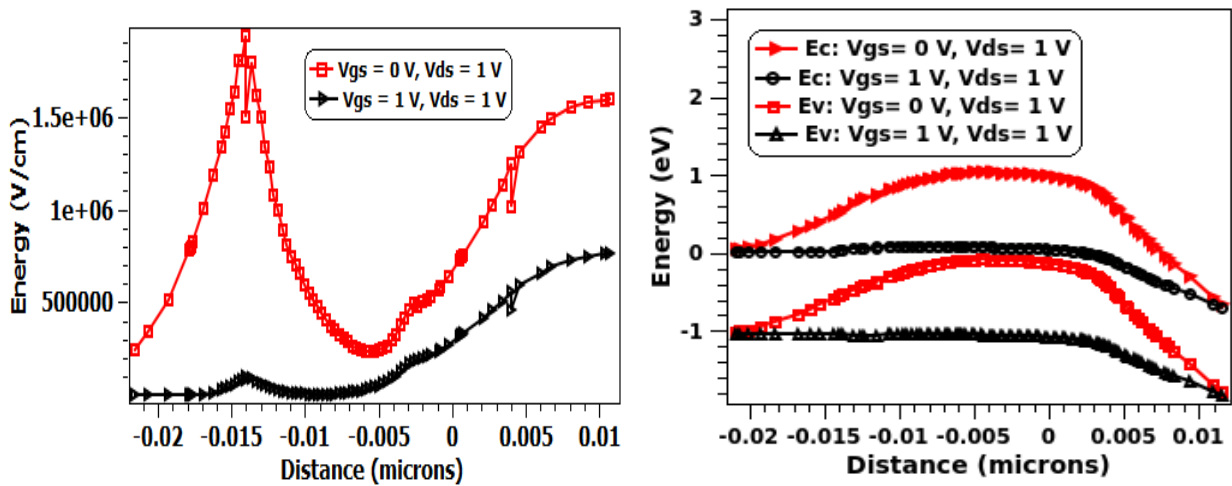 Vgs = 0 V, Vds = 1 V
Vgs = 1 V, Vds = 1 V
1.5e+06
1e+06
500000
Energy (V/cm)
-0.02 -0.015 -0.01 -0.005 0 0.005 0.01
Distance (microns)
Ec: Vgs= 0 V, Vds= 1 V
Ec: Vgs= 1 V, Vds= 1 V
Ev: Vgs= 0 V, Vds= 1 V
Ev: Vgs= 1 V, Vds= 1 V
3
2
1
0
-1
Energy (eV)
-0.02 -0.015 -0.01 -0.005 0 0.005 0.01
Distance (microns)